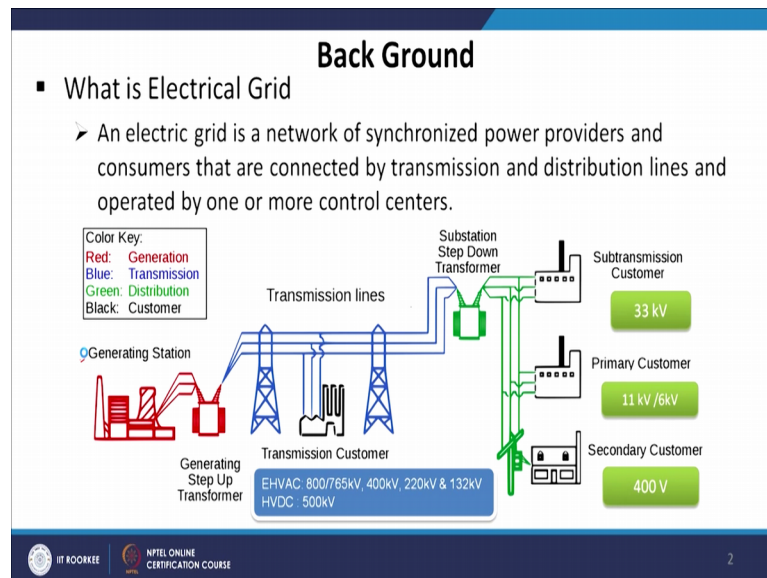 Back Ground
▪ What is Electrical Grid
➢ An electric grid is a network of synchronized power providers and
consumers that are connected by transmission and distribution lines and
operated by one or more control centers.
Color Key:
Red: Generation
Blue: Transmission
Green: Distribution
Black: Customer
Generating Station
Generating
Step Up
Transformer
Transmission lines
Transmission Customer
EHVAC: 800/765kV, 400kV, 220kV & 132kV
HVDC : 500kV
Substation
Step Down
Transformer
Subtransmission
Customer
33 kV
Primary Customer
11 kV /6kV
Secondary Customer
400 V
IIT ROORKEE
NPTEL ONLINE
CERTIFICATION COURSE
2